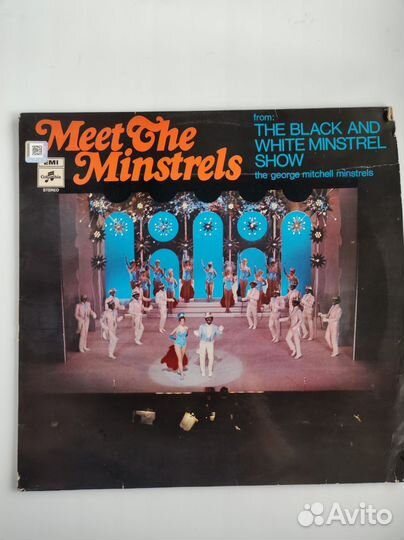 Meet The
Minstrels
from:
THE BLACK AND
WHITE MINSTREL
SHOW
the george mitchell minstrels
EMI
Columbia
STEREO
Avito